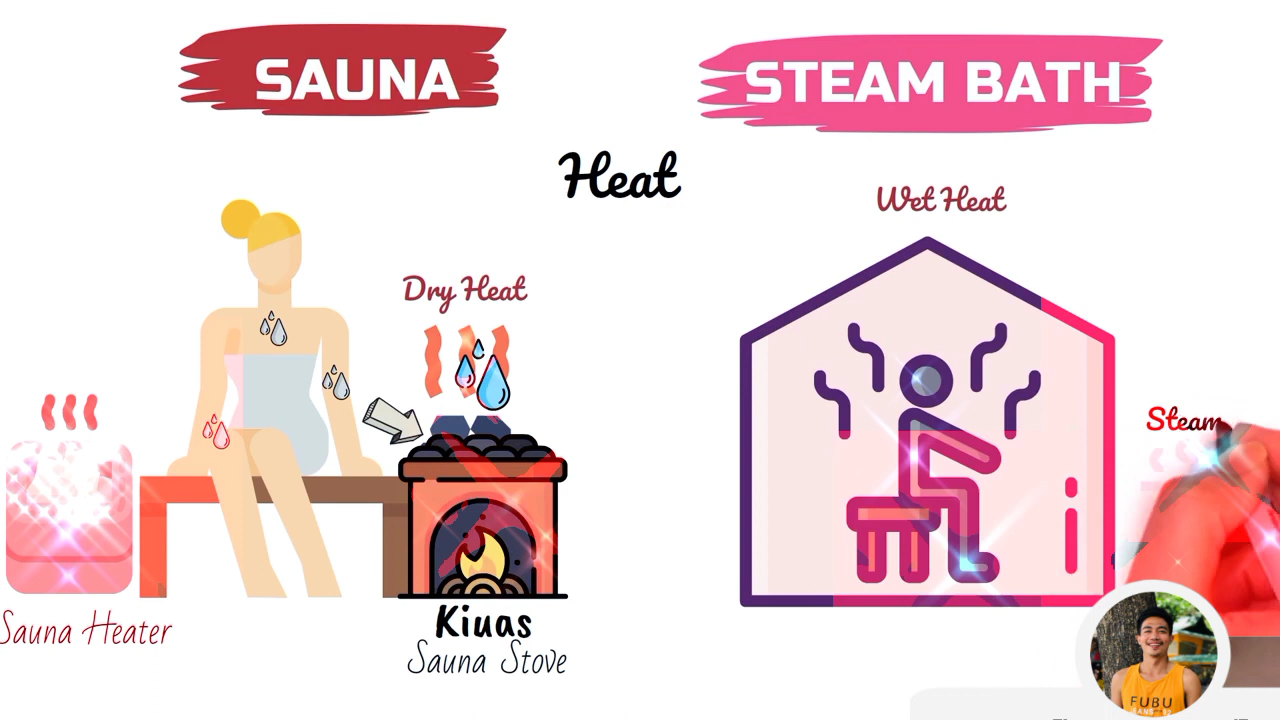 SAUNA
STEAM BATH
Heat
Wet Heat
Dry Heat
Steam
Sauna Heater
Kiuas
Sauna Stove
FUBU